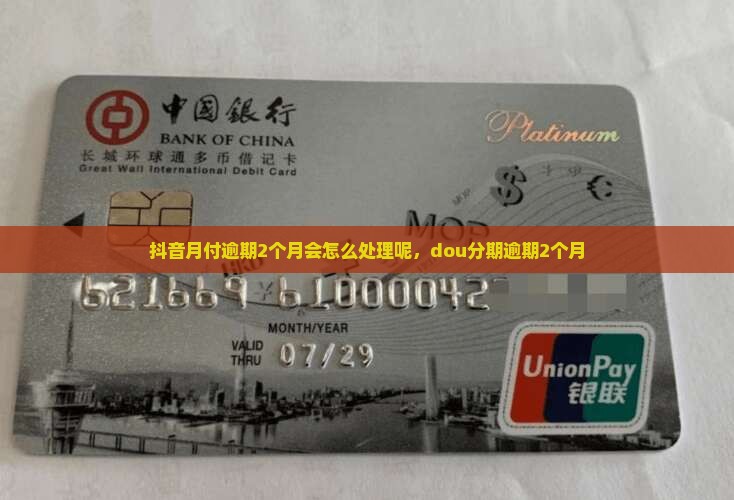 中国銀行
BANK OF CHINA
长城环球通多币借记卡
Great Wall International Debit Card
Platinum
$ €
MOP
MOP
抖音月付逾期2个月会怎么处理呢，dou分期逾期2个月
621669 61000042
MONTH/YEAR
VALID
THRU 07/29
UnionPay
银联